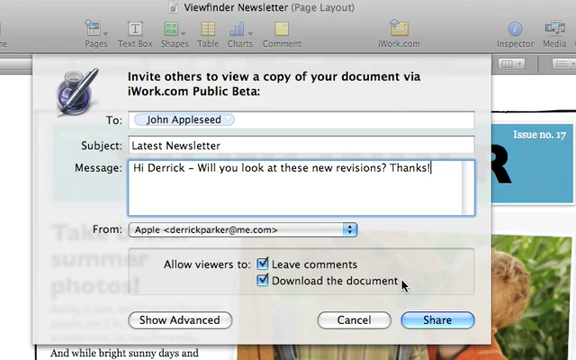 Viewfinder Newsletter (Page Layout)
Pages Text Box Shapes Table Charts Comment iWork.com Inspector Media
Invite others to view a copy of your document via
iWork.com Public Beta:
To: John Appleseed
Subject: Latest Newsletter
Message: Hi Derrick – Will you look at these new revisions? Thanks!
From: Apple <derrickparker@me.com>
Allow viewers to: Leave comments
Download the document
Show Advanced Cancel Share
Issue no. 17
R
Take better
summer
photos!
And while bright sunny days and